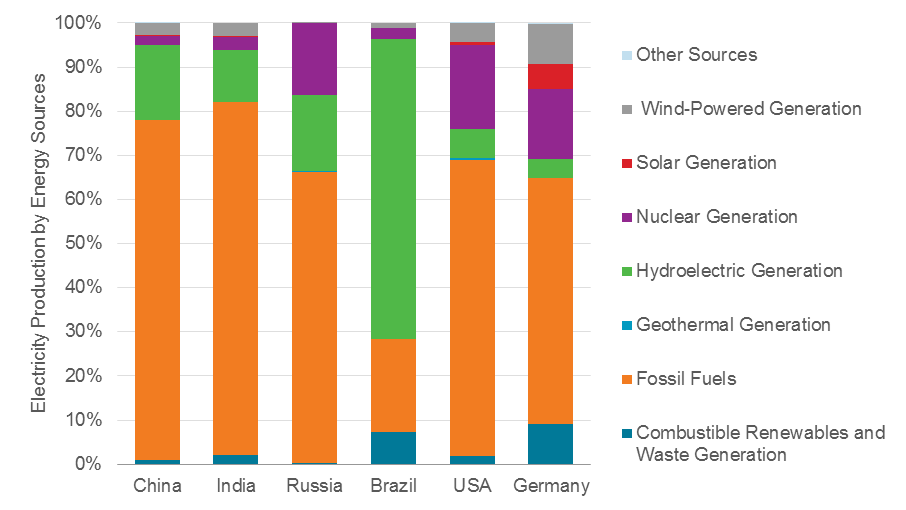 Electricity Production by Energy Sources
100%
90%
80%
70%
60%
50%
40%
30%
20%
10%
0%
China India Russia Brazil USA Germany
Other Sources
Wind-Powered Generation
Solar Generation
Nuclear Generation
Hydroelectric Generation
Geothermal Generation
Fossil Fuels
Combustible Renewables and
Waste Generation